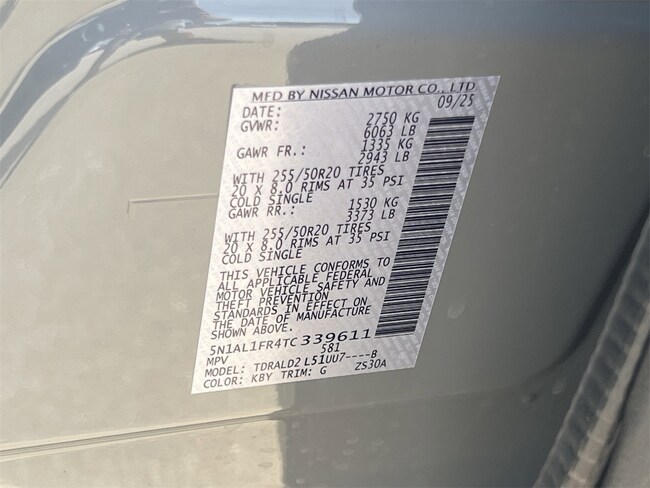 MFD BY NISSAN MOTOR CO., LTD
DATE: 09/25
GVWR: 2750 KG
6063 LB
GAWR FR.: 1335 KG
2943 LB
WITH 255/50R20 TIRES
20 X 8.0 RIMS AT 35 PSI
COLD SINGLE
GAWR RR.: 1530 KG
3373 LB
WITH 255/50R20 TIRES
20 X 8.0 RIMS AT 35 PSI
COLD SINGLE
THIS VEHICLE CONFORMS TO
ALL APPLICABLE FEDERAL
MOTOR VEHICLE SAFETY AND
THEFT PREVENTION
STANDARDS IN EFFECT ON
THE DATE OF MANUFACTURE
SHOWN ABOVE.
5N1AL1FR4TC339611
MPV 581
MODEL: TDRALD2 L51UU7----B
COLOR: KBY TRIM: G ZS30A